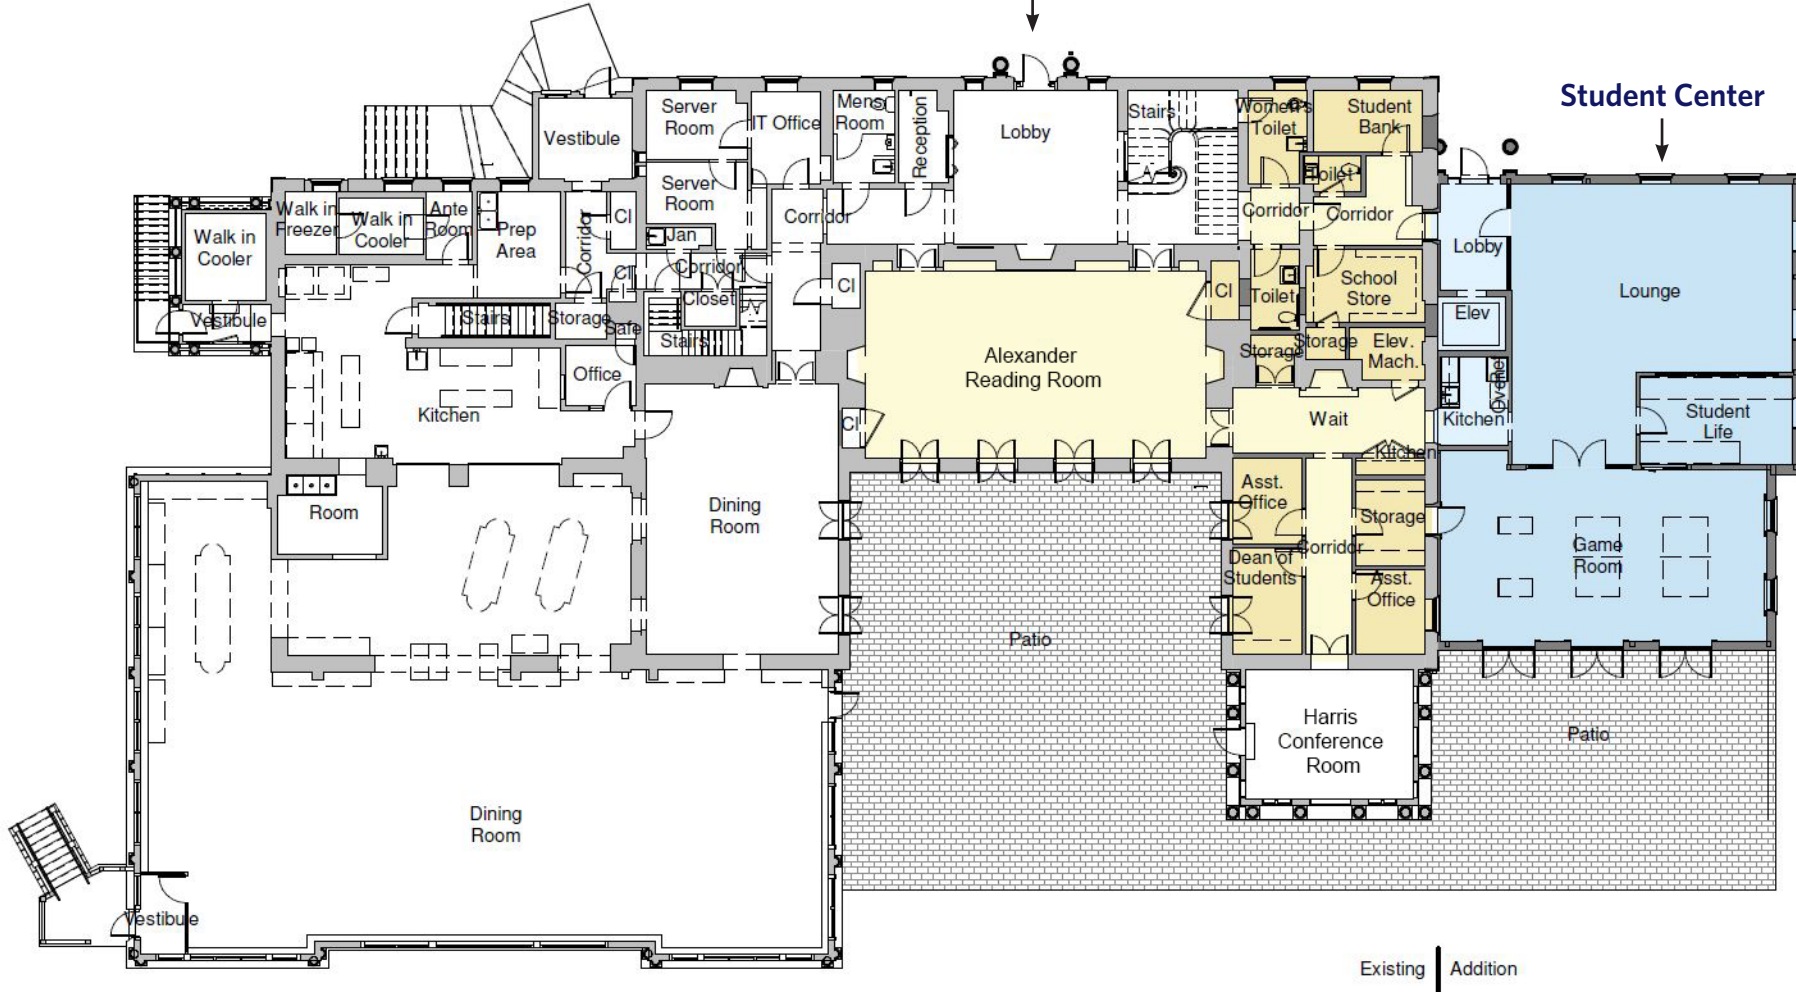 Student Center
Server
Room
IT Office
Mens
Room
Reception
Lobby
Stairs
Women's
Toilet
Student
Bank
Vestibule
Toilet
Server
Room
Walk in
Freezer
Walk in
Cooler
Ante
Room
Prep
Area
Corridor
Cl
Corridor
Corridor
Corridor
Walk in
Cooler
Jan
Lobby
Cl
Corridor
Cl
Cl
School
Store
Lounge
Closet
Toilet
Elev
Vestibule
Stairs
Storage
Safe
Stairs
Storage
Storage
Elev.
Mach.
Alexander
Reading Room
Office
Ovene
Kitchen
Cl
Wait
Kitchen
Student
Life
Kitchen
Asst.
Office
Room
Dining
Room
Storage
Corridor
Game
Room
Dean of
Students
Asst.
Office
Patio
Harris
Conference
Room
Patio
Dining
Room
Vestibule
Existing
Addition